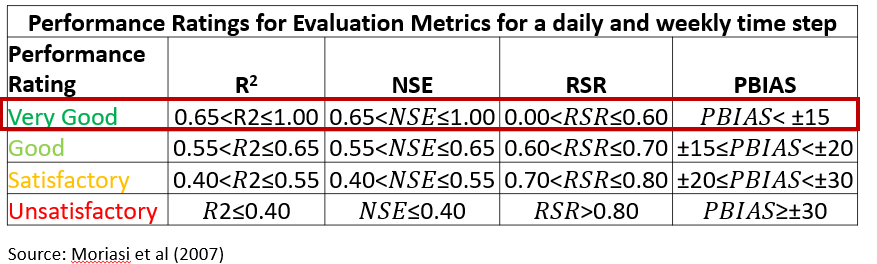 Performance Ratings for Evaluation Metrics for a daily and weekly time step
Performance Rating R² NSE RSR PBIAS
Very Good 0.65<R2≤1.00 0.65<NSE≤1.00 0.00<RSR≤0.60 PBIAS< ±15
Good 0.55<R2≤0.65 0.55<NSE≤0.65 0.60<RSR≤0.70 ±15≤PBIAS<±20
Satisfactory 0.40<R2≤0.55 0.40<NSE≤0.55 0.70<RSR≤0.80 ±20≤PBIAS<±30
Unsatisfactory R2≤0.40 NSE≤0.40 RSR>0.80 PBIAS≥±30
Source: Moriasi et al (2007)